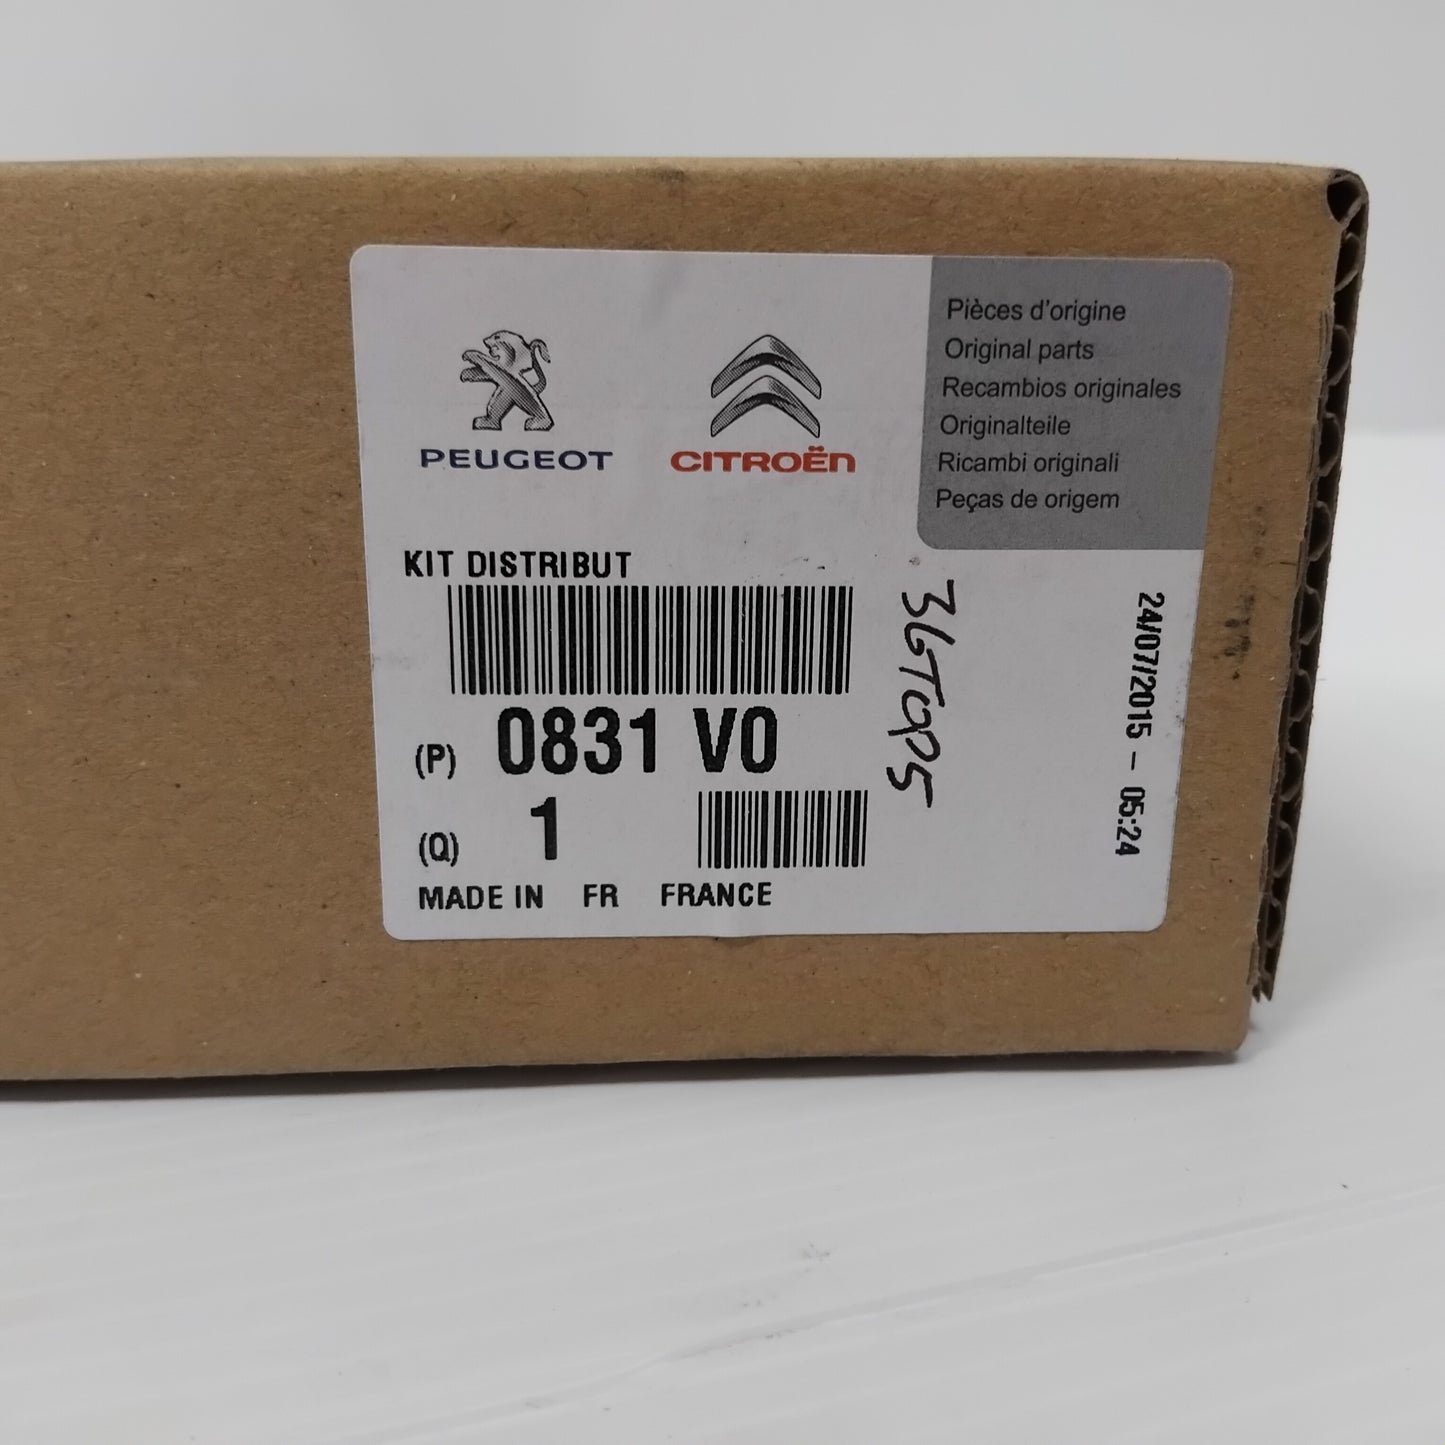 PEUGEOT
CITROËN
Pièces d'origine
Original parts
Recambios originales
Originalteile
Ricambi originali
Peças de origem
KIT DISTRIBUT
(P) 0831 V0
(Q) 1
MADE IN FR FRANCE
24/07/2015 - 05:24